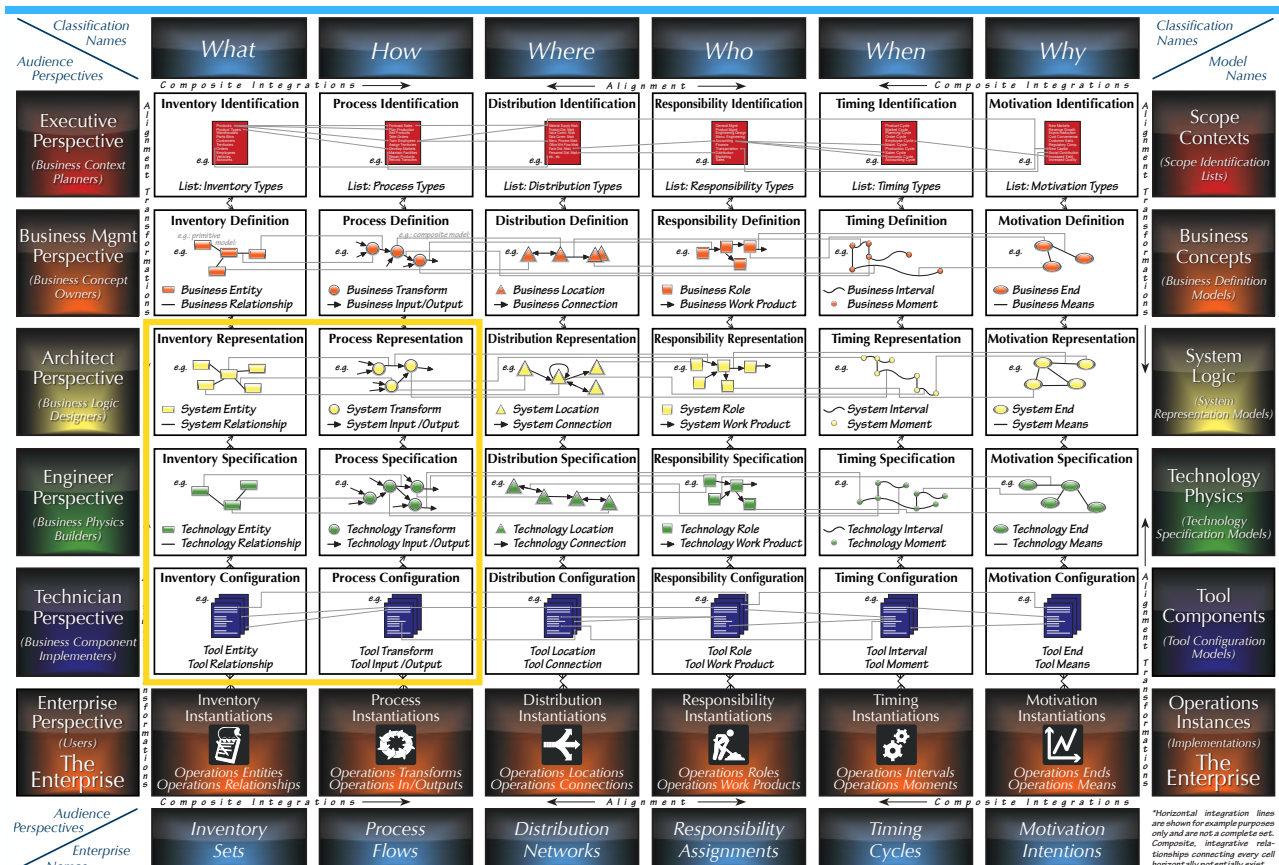 Classification
Names
Audience
Perspectives
What
How
Where
Who
When
Why
Classification
Names
Model
Names
Composite Integrations
Alignment
Composite Integrations
Alignment Transformations
Executive
Perspective
(Business Context
Planners)
Inventory Identification
e.g.
List: Inventory Types
Process Identification
e.g.
List: Process Types
Distribution Identification
e.g.
List: Distribution Types
Responsibility Identification
e.g.
List: Responsibility Types
Timing Identification
e.g.
List: Timing Types
Motivation Identification
e.g.
List: Motivation Types
Alignment Transformations
Scope
Contexts
(Scope Identification
Lists)
Business Mgmt
Perspective
(Business Concept
Owners)
Inventory Definition
e.g.: primitive
model:
e.g.
Business Entity
Business Relationship
Process Definition
e.g.: composite model:
e.g.
Business Transform
Business Input/Output
Distribution Definition
e.g.
Business Location
Business Connection
Responsibility Definition
e.g.
Business Role
Business Work Product
Timing Definition
e.g.
Business Interval
Business Moment
Motivation Definition
e.g.
Business End
Business Means
Business
Concepts
(Business Definition
Models)
Architect
Perspective
(Business Logic
Designers)
Inventory Representation
e.g.
System Entity
System Relationship
Process Representation
e.g.
System Transform
System Input /Output
Distribution Representation
e.g.
System Location
System Connection
Responsibility Representation
e.g.
System Role
System Work Product
Timing Representation
e.g.
System Interval
System Moment
Motivation Representation
e.g.
System End
System Means
System
Logic
(System
Representation Models)
Engineer
Perspective
(Business Physics
Builders)
Inventory Specification
e.g.
Technology Entity
Technology Relationship
Process Specification
e.g.
Technology Transform
Technology Input /Output
Distribution Specification
e.g.
Technology Location
Technology Connection
Responsibility Specification
e.g.
Technology Role
Technology Work Product
Timing Specification
e.g.
Technology Interval
Technology Moment
Motivation Specification
e.g.
Technology End
Technology Means
Technology
Physics
(Technology
Specification Models)
Technician
Perspective
(Business Component
Implementers)
Inventory Configuration
e.g.
Tool Entity
Tool Relationship
Process Configuration
e.g.
Tool Transform
Tool Input /Output
Distribution Configuration
e.g.
Tool Location
Tool Connection
Responsibility Configuration
e.g.
Tool Role
Tool Work Product
Timing Configuration
e.g.
Tool Interval
Tool Moment
Motivation Configuration
e.g.
Tool End
Tool Means
Alignment Transformations
Tool
Components
(Tool Configuration
Models)
Enterprise
Perspective
(Users)
The
Enterprise
nsformations
Inventory
Instantiations
Operations Entities
Operations Relationships
Process
Instantiations
Operations Transforms
Operations In/Outputs
Distribution
Instantiations
Operations Locations
Operations Connections
Responsibility
Instantiations
Operations Roles
Operations Work Products
Timing
Instantiations
Operations Intervals
Operations Moments
Motivation
Instantiations
Operations Ends
Operations Means
Operations
Instances
(Implementations)
The
Enterprise
Composite Integrations
Alignment
Composite Integrations
Audience
Perspectives
Enterprise
Names
Inventory
Sets
Process
Flows
Distribution
Networks
Responsibility
Assignments
Timing
Cycles
Motivation
Intentions
*Horizontal integration lines
are shown for example purposes
only and are not a complete set.
Composite, integrative rela-
tionships connecting every cell
horizontally potentially exist.